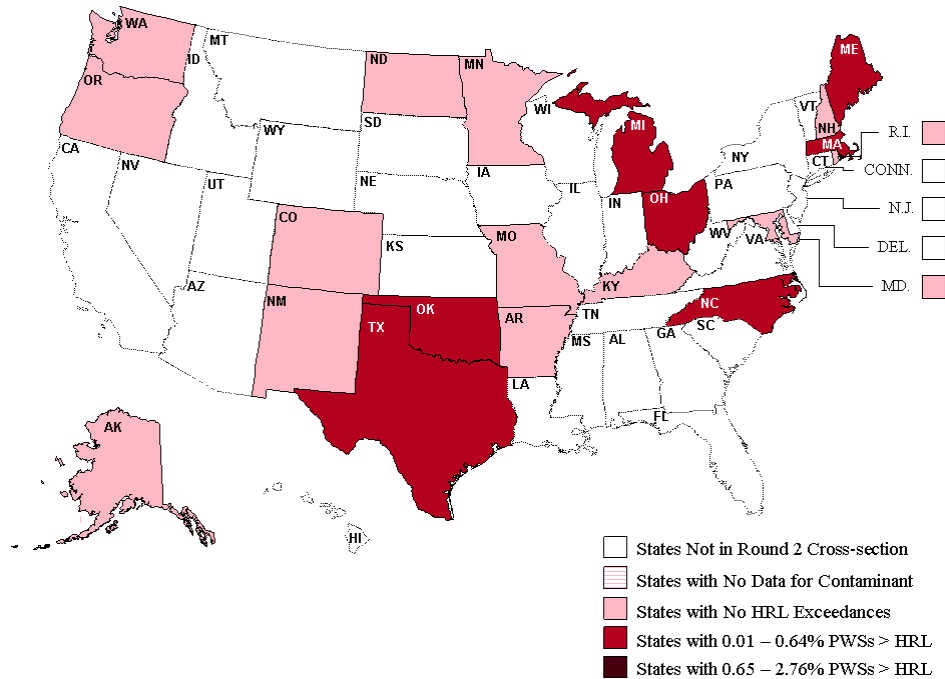 WA
MT
ND
MN
ME
ID
OR
WI
VT
SD
MI
NH
R.I.
WY
MA
CA
NV
NY
CT
CONN.
IA
NE
UT
PA
IL
IN
OH
N.J.
CO
MO
WV
VA
DEL.
KS
KY
MD.
AZ
NM
OK
NC
TX
AR
TN
SC
MS
AL
GA
LA
FL
AK
HI
States Not in Round 2 Cross-section
States with No Data for Contaminant
States with No HRL Exceedances
States with 0.01 – 0.64% PWSs > HRL
States with 0.65 – 2.76% PWSs > HRL